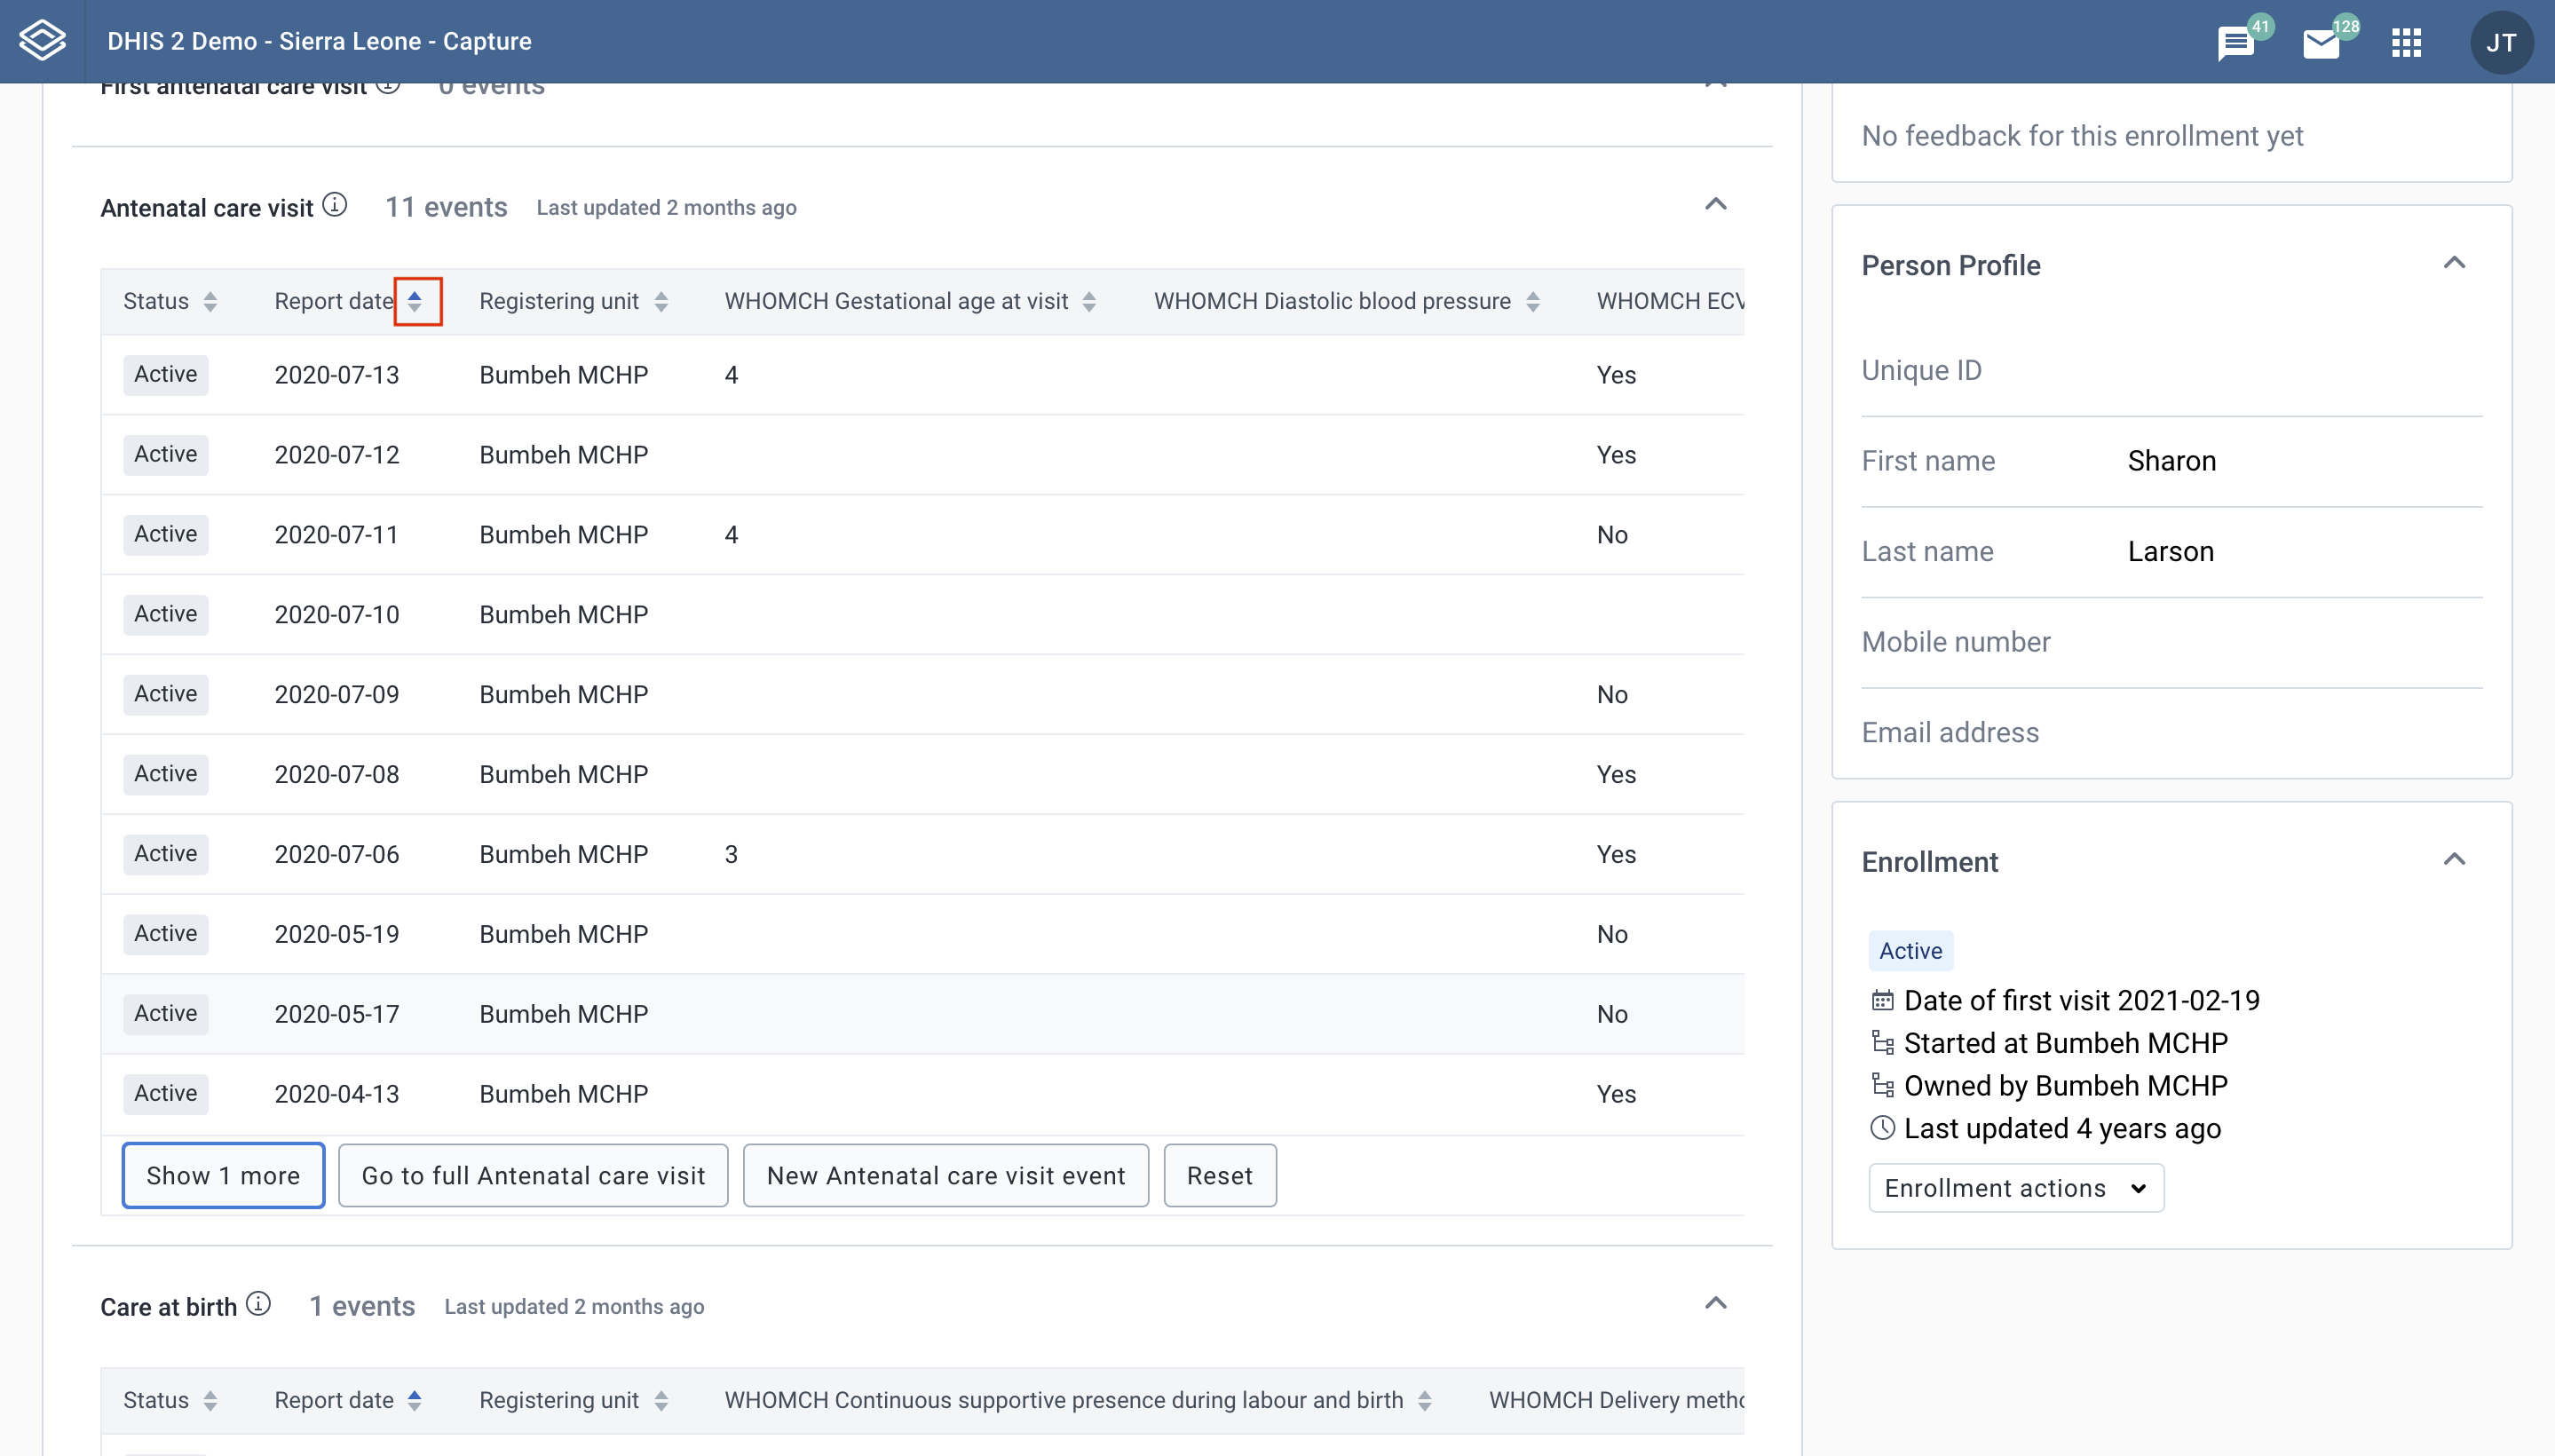 DHIS 2 Demo - Sierra Leone - Capture
41
128
JT
First antenatal care visit 0 events
No feedback for this enrollment yet
Antenatal care visit 11 events Last updated 2 months ago
Status Report date Registering unit WHOMCH Gestational age at visit WHOMCH Diastolic blood pressure WHOMCH ECV
Active 2020-07-13 Bumbeh MCHP 4 Yes
Active 2020-07-12 Bumbeh MCHP Yes
Active 2020-07-11 Bumbeh MCHP 4 No
Active 2020-07-10 Bumbeh MCHP
Active 2020-07-09 Bumbeh MCHP No
Active 2020-07-08 Bumbeh MCHP Yes
Active 2020-07-06 Bumbeh MCHP 3 Yes
Active 2020-05-19 Bumbeh MCHP No
Active 2020-05-17 Bumbeh MCHP No
Active 2020-04-13 Bumbeh MCHP Yes
Show 1 more Go to full Antenatal care visit New Antenatal care visit event Reset
Care at birth 1 events Last updated 2 months ago
Status Report date Registering unit WHOMCH Continuous supportive presence during labour and birth WHOMCH Delivery
Person Profile
Unique ID
First name Sharon
Last name Larson
Mobile number
Email address
Enrollment
Active
Date of first visit 2021-02-19
Started at Bumbeh MCHP
Owned by Bumbeh MCHP
Last updated 4 years ago
Enrollment actions